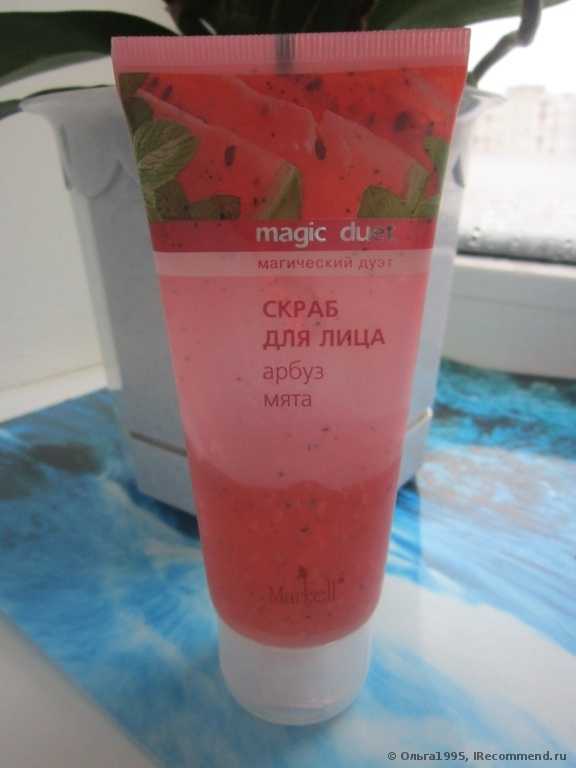 magic duet
магический дуэт
СКРАБ
ДЛЯ ЛИЦА
арбуз
мята
Markell
© Ольга1995, IRecommend.ru